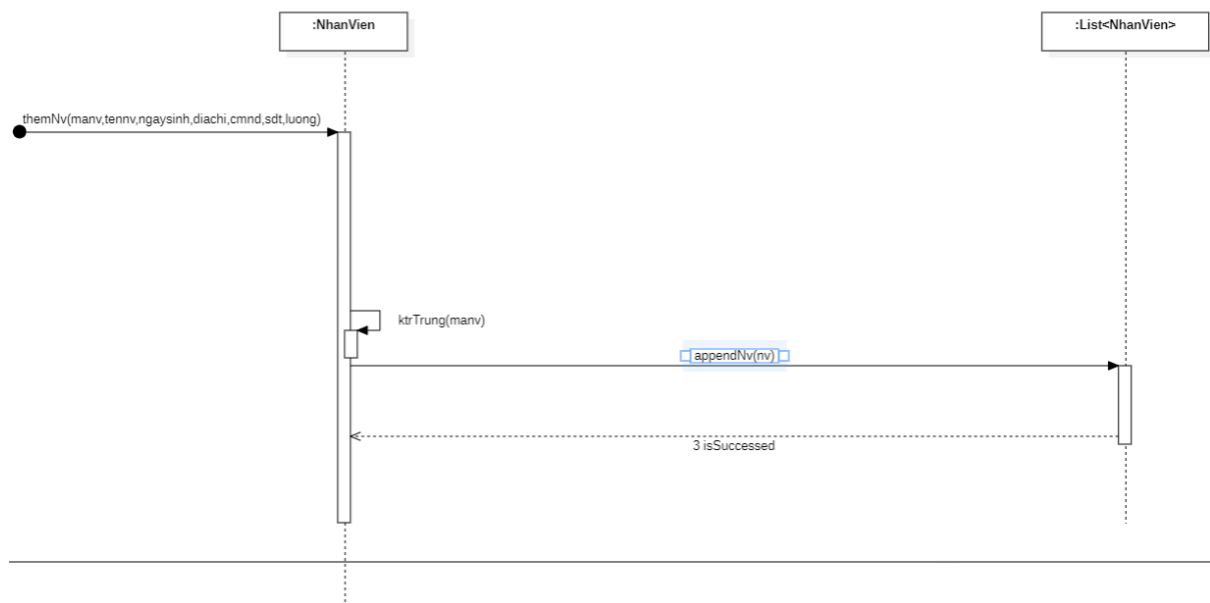 :NhanVien
:List<NhanVien>
themNv(manv,tennv,ngaysinh,diachi,cmnd,sdt,luong)
ktrTrung(manv)
appendNv(nv)
3 isSuccessed